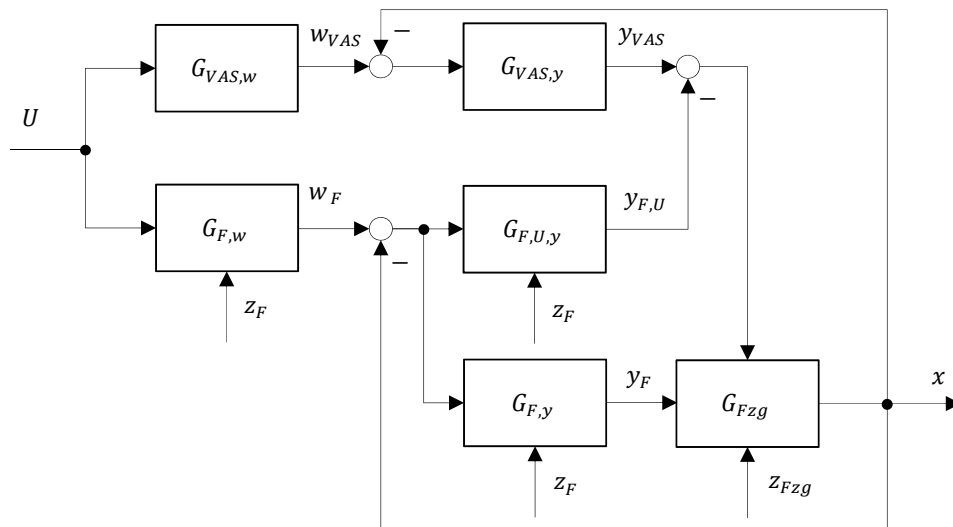 w_VAS
−
y_VAS
G_VAS,w
G_VAS,y
−
U
w_F
y_F,U
G_F,w
G_F,U,y
−
z_F
z_F
y_F
x
G_F,y
G_Fzg
z_F
z_Fzg